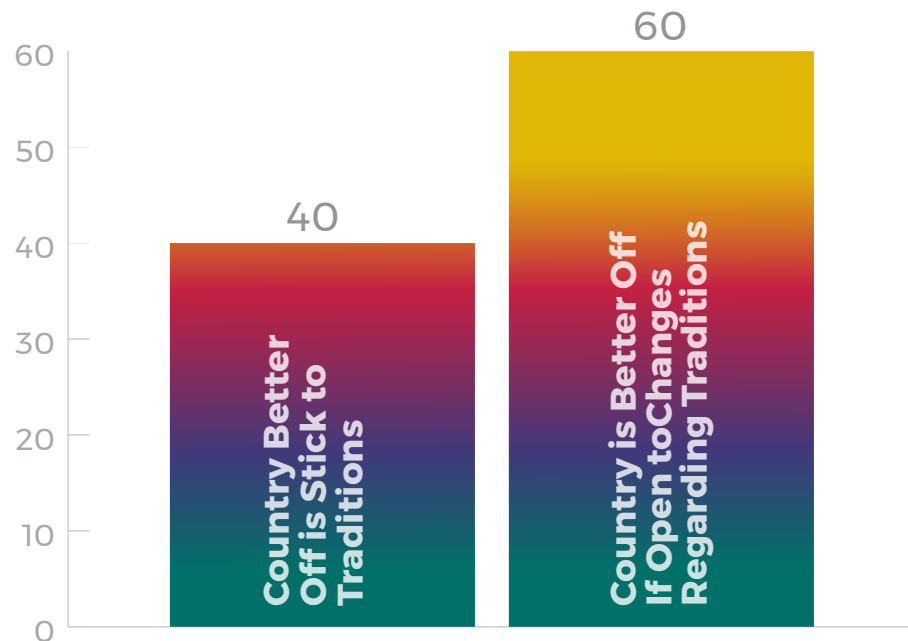 60
50
40
30
20
10
0
40
Country Better
Off is Stick to
Traditions
60
Country is Better Off
If Open toChanges
Regarding Traditions